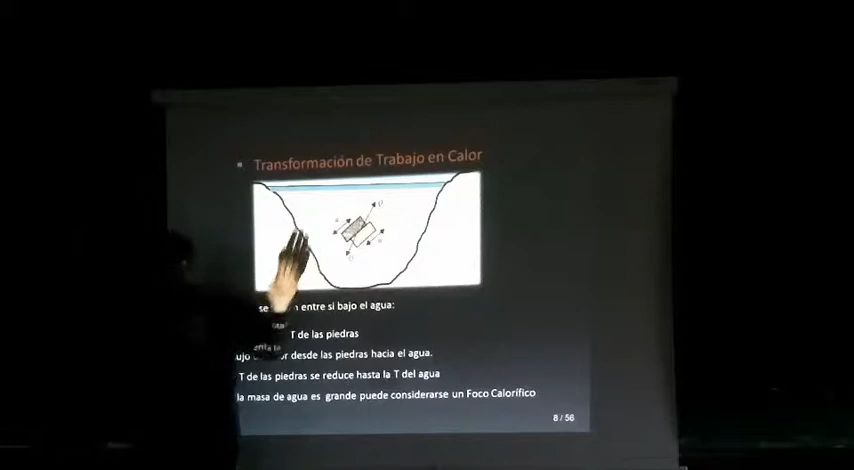 Transformación de Trabajo en Calor
se entre si bajo el agua:
T de las piedras
desde las piedras hacia el agua.
T de las piedras se reduce hasta la T del agua
la masa de agua es grande puede considerarse un Foco Calorífico
8 / 56